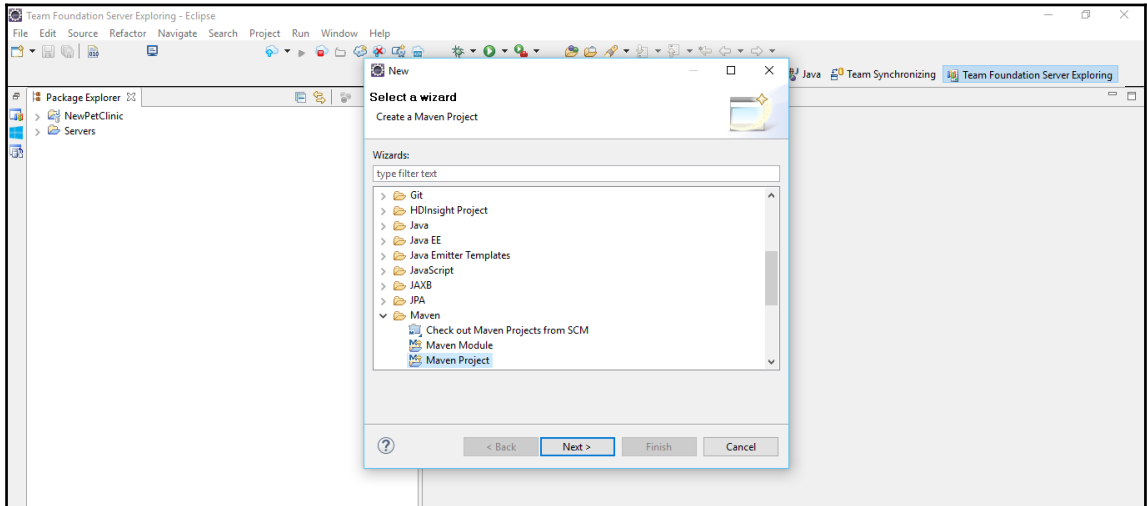 Team Foundation Server Exploring - Eclipse
File Edit Source Refactor Navigate Search Project Run Window Help
New
Java Team Synchronizing Team Foundation Server Exploring
Package Explorer
NewPetClinic
Servers
Select a wizard
Create a Maven Project
Wizards:
type filter text
Git
HDInsight Project
Java
Java EE
Java Emitter Templates
JavaScript
JAXB
JPA
Maven
Check out Maven Projects from SCM
Maven Module
Maven Project
< Back Next > Finish Cancel